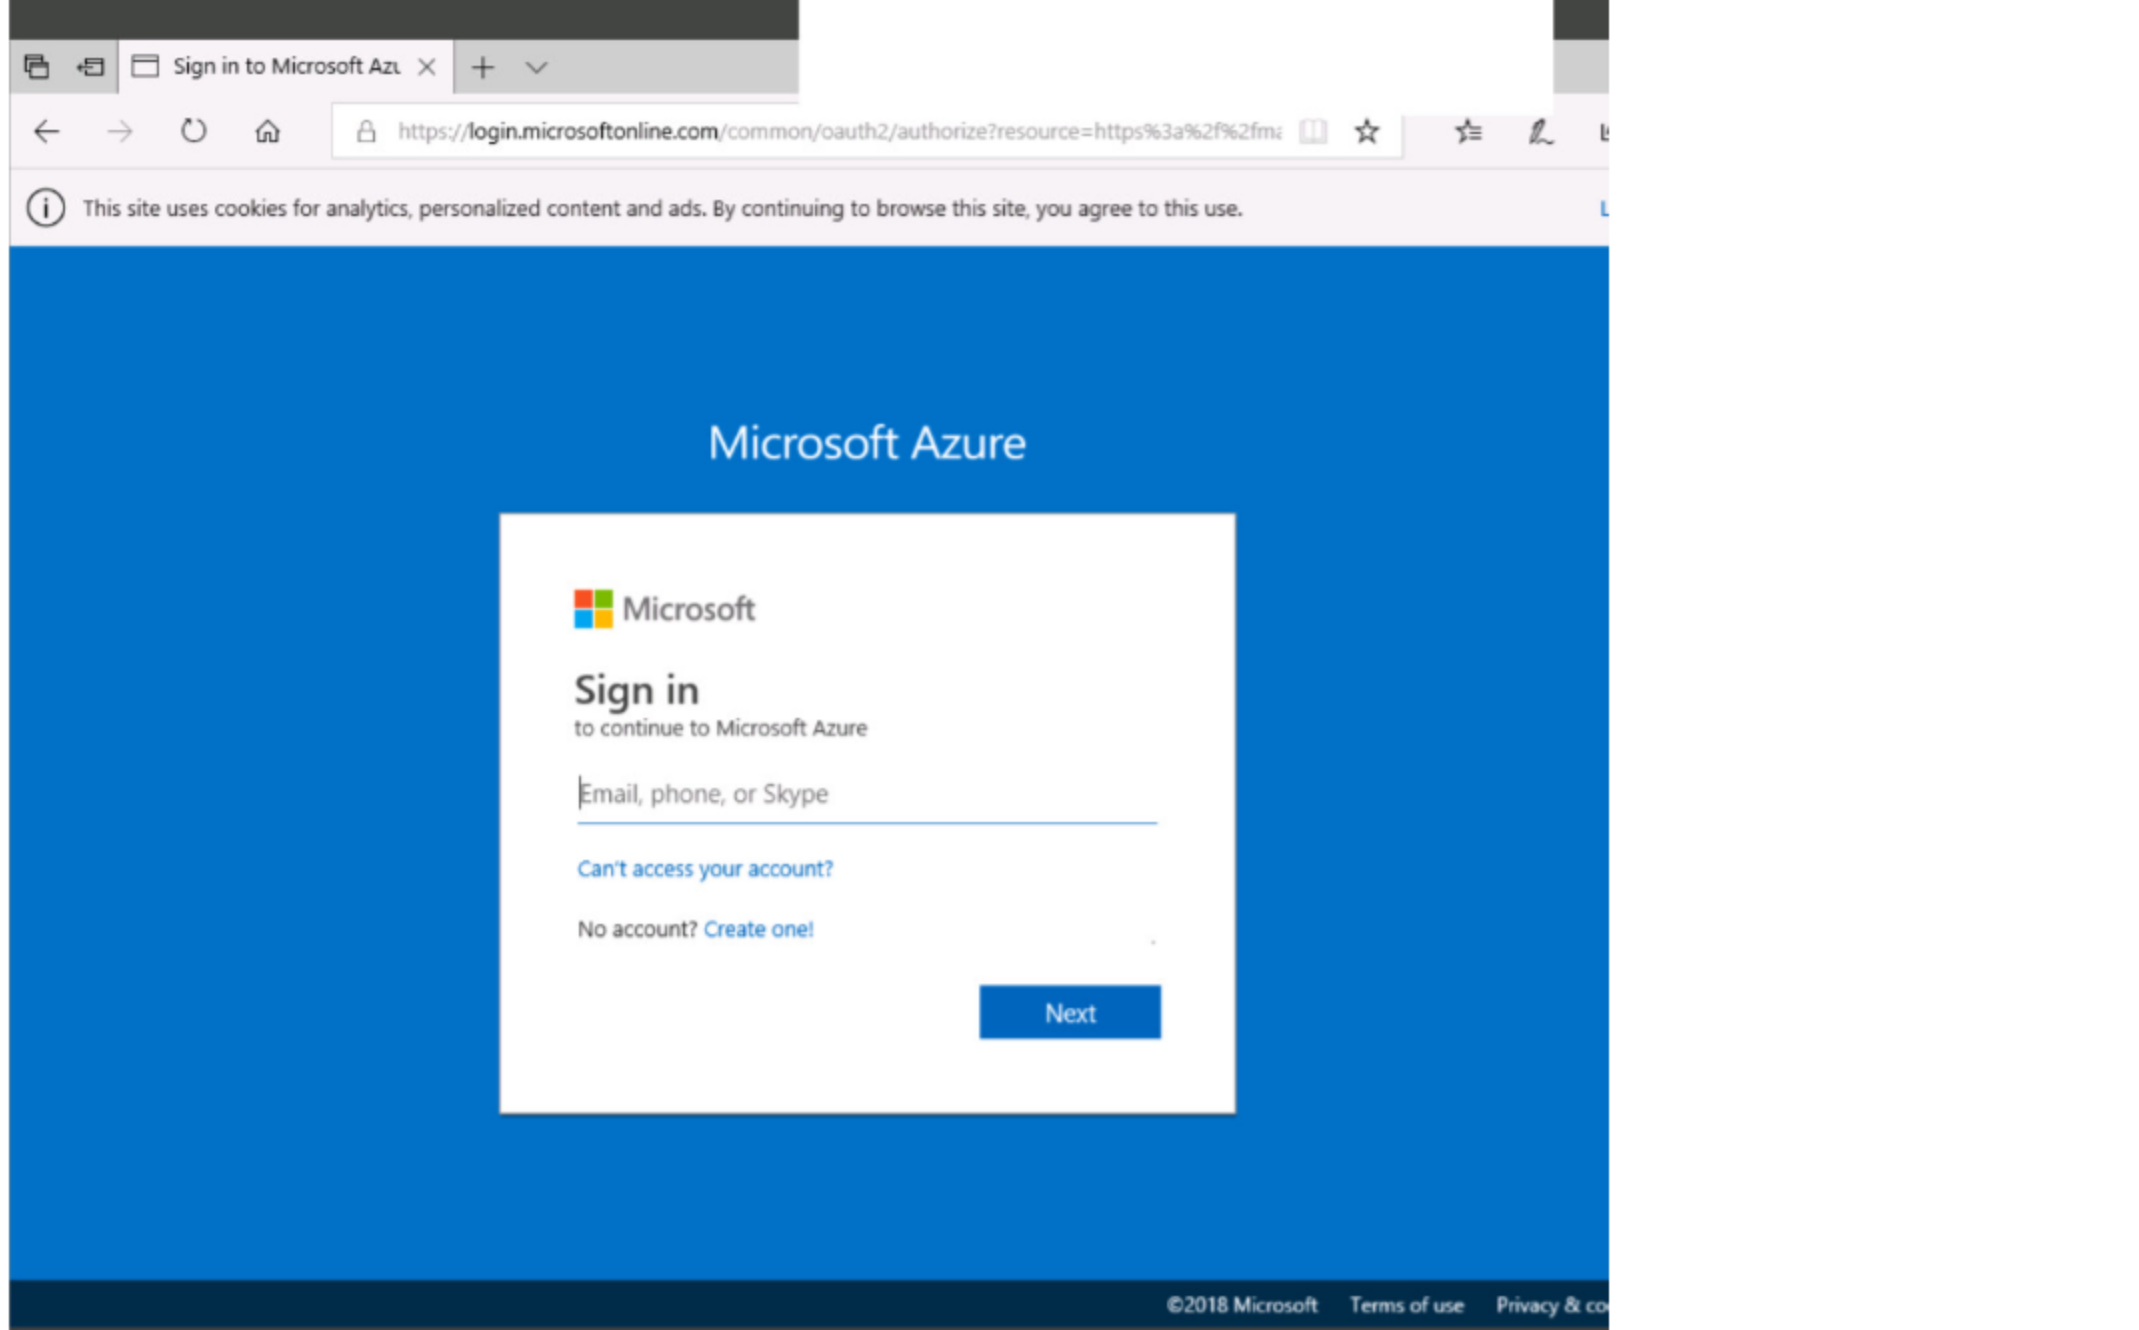 Sign in to Microsoft Azu
https://login.microsoftonline.com/common/oauth2/authorize?resource=https%3a%2f%2fma
This site uses cookies for analytics, personalized content and ads. By continuing to browse this site, you agree to this use. L
Microsoft Azure
Microsoft
Sign in
to continue to Microsoft Azure
Email, phone, or Skype
Can't access your account?
No account? Create one!
Next
©2018 Microsoft Terms of use Privacy & co